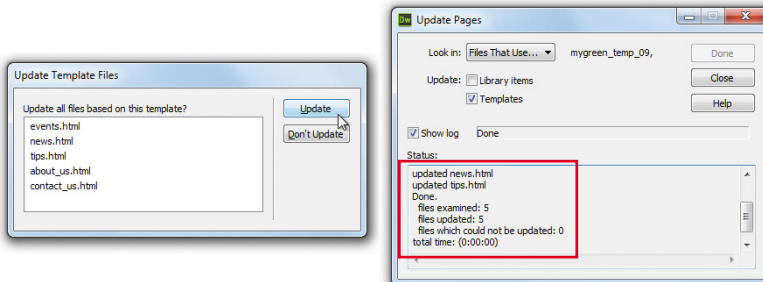 Update Template Files
Update all files based on this template?
events.html
news.html
tips.html
about_us.html
contact_us.html
Update
Don't Update
Dw Update Pages
Look in: Files That Use... mygreen_temp_09,
Done
Update: Library items
Close
Templates
Help
Show log Done
Status:
updated news.html
updated tips.html
Done.
files examined: 5
files updated: 5
files which could not be updated: 0
total time: (0:00:00)